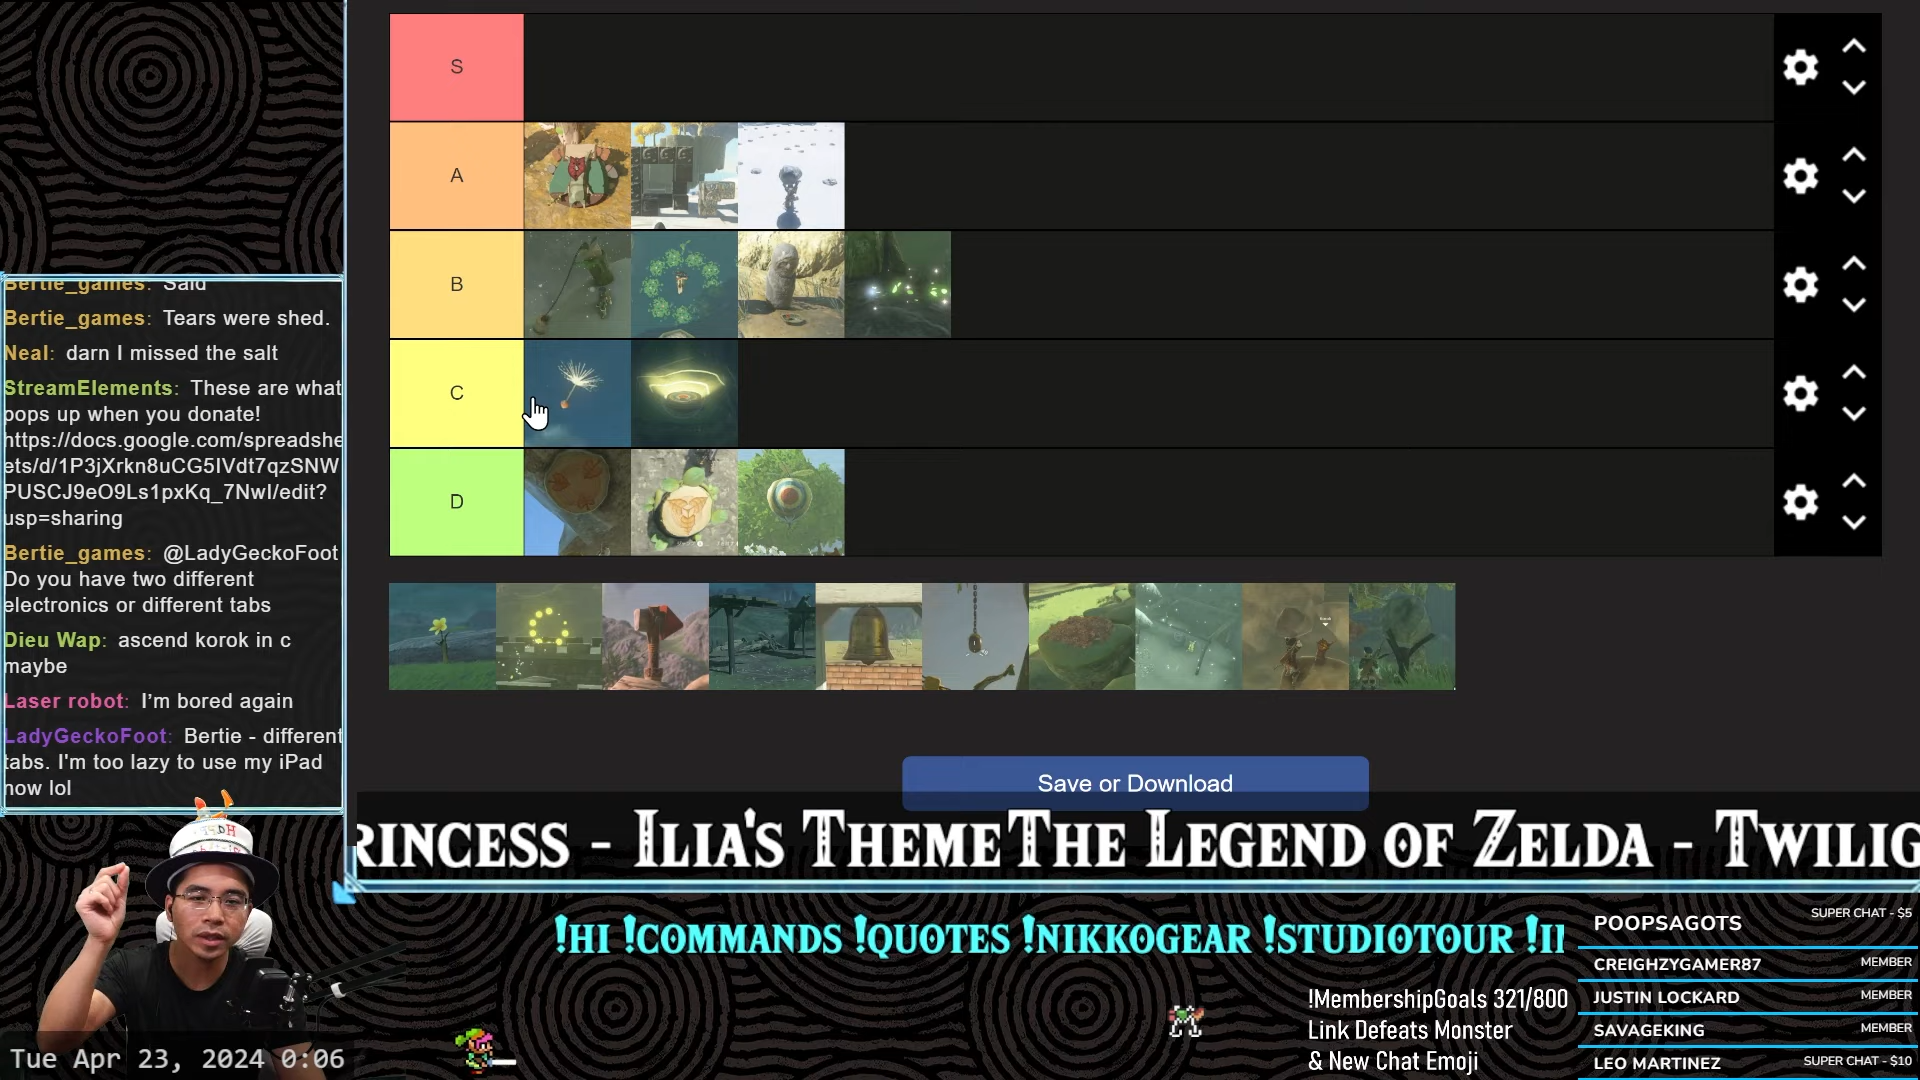 S
A
B
C
D
Bertie_games: Said
Bertie_games: Tears were shed.
Neal: darn I missed the salt
StreamElements: These are what
pops up when you donate!
https://docs.google.com/spreadshe
ets/d/1P3jXrkn8uCG5IVdt7qzSNW
PUSCJ9eO9Ls1pxKq_7NwI/edit?
usp=sharing
Bertie_games: @LadyGeckoFoot
Do you have two different
electronics or different tabs
Dieu Wap: ascend korok in c
maybe
Laser robot: I'm bored again
LadyGeckoFoot: Bertie - different
tabs. I'm too lazy to use my iPad
now lol
Save or Download
RINCESS - ILIA'S THEME THE LEGEND OF ZELDA - TWILIG
!HI !COMMANDS !QUOTES !NIKKOGEAR !STUDIOTOUR !II
!MembershipGoals 321/800
Link Defeats Monster
& New Chat Emoji
POOPSAGOTS SUPER CHAT - $5
CREIGHZYGAMER87 MEMBER
JUSTIN LOCKARD MEMBER
SAVAGEKING MEMBER
LEO MARTINEZ SUPER CHAT - $10
Tue Apr 23, 2024 0:06